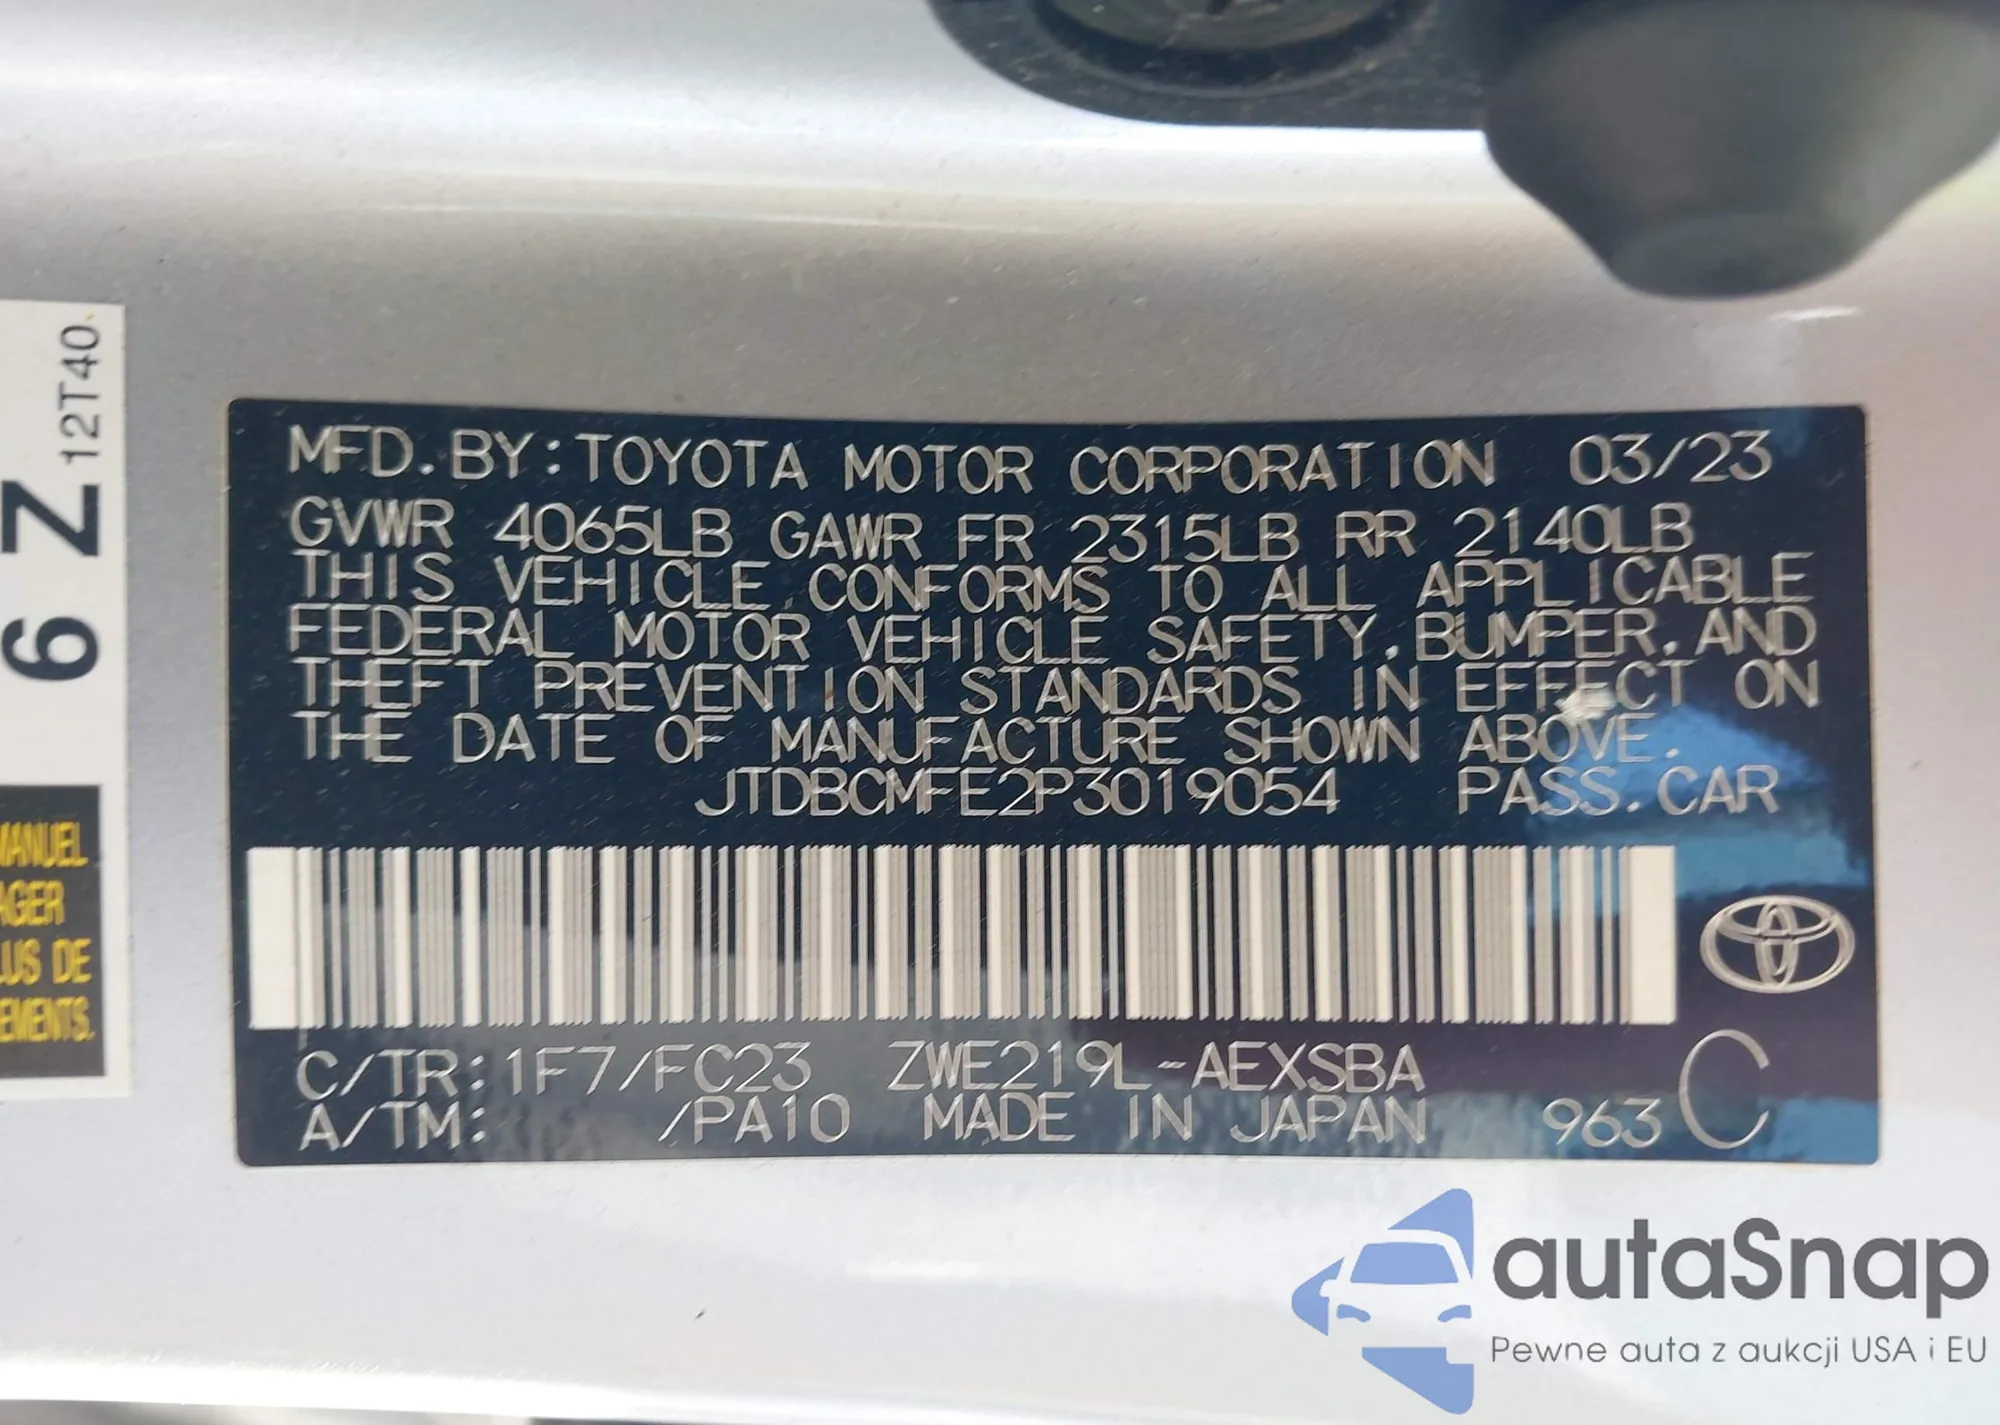 MFD.BY:TOYOTA MOTOR CORPORATION 03/23
GVWR 4065LB GAWR FR 2315LB RR 2140LB
THIS VEHICLE CONFORMS TO ALL APPLICABLE
FEDERAL MOTOR VEHICLE SAFETY,BUMPER,AND
THEFT PREVENTION STANDARDS IN EFFECT ON
THE DATE OF MANUFACTURE SHOWN ABOVE.
JTDBCMFE2P3019054 PASS.CAR
C/TR:1F7/FC23 ZWE219L-AEXSBA
A/TM: /PA10 MADE IN JAPAN 963 C
6Z
12T40
MANUEL
LUS DE
autaSnap
Pewne auta z aukcji USA i EU